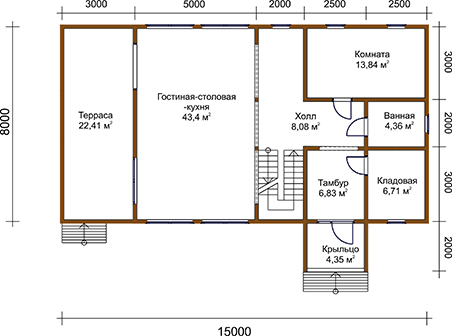 3000
5000
2000
2500
2500
8000
Терраса
22,41 м²
Гостиная-столовая
-кухня
43,4 м²
Комната
13,84 м²
Холл
8,08 м²
Ванная
4,36 м²
Тамбур
6,83 м²
Кладовая
6,71 м²
Крыльцо
4,35 м²
3000
2000
3000
2000
15000